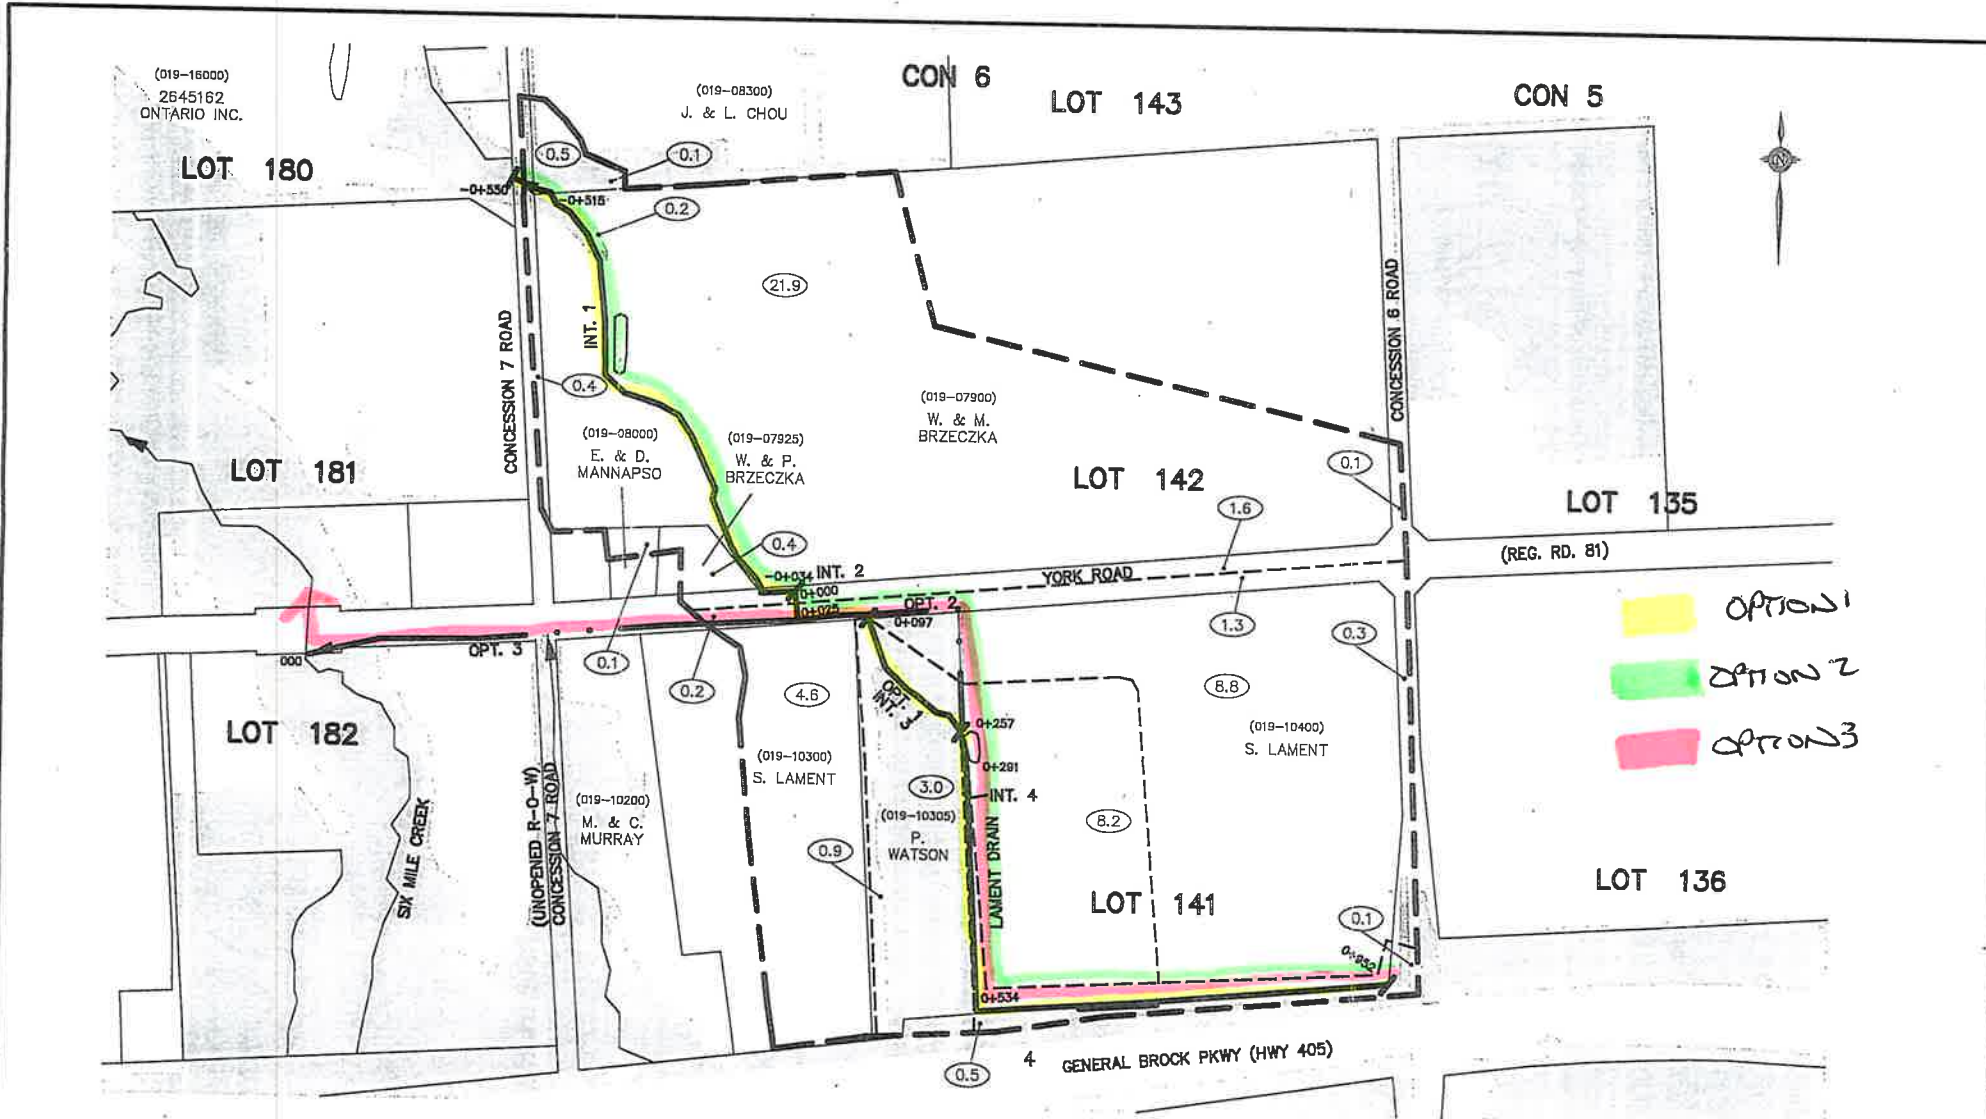 (019-16000)
2645162
ONTARIO INC.
LOT 180
(019-08300)
J. & L. CHOU
CON 6
LOT 143
CON 5
N
0.5
0.1
-0+530
-0+515
0.2
21.9
INT. 1
CONCESSION 7 ROAD
0.4
CONCESSION 6 ROAD
(019-08000)
E. & D.
MANNAPSO
(019-07925)
W. & P.
BRZECZKA
(019-07900)
W. & M.
BRZECZKA
LOT 181
LOT 142
0.1
LOT 135
1.6
0.4
(REG. RD. 81)
-0+034
INT. 2
YORK ROAD
0+000
0+025
OPT. 2
0+097
OPTION 1
1.3
0.3
OPT. 3
000
0.1
0.2
4.6
OPT. 1
INT. 3
8.8
OPTION 2
LOT 182
0+257
(019-10400)
S. LAMENT
OPTION 3
(019-10300)
S. LAMENT
0+281
INT. 4
3.0
(019-10200)
M. & C.
MURRAY
(019-10305)
P.
WATSON
8.2
SIX MILE CREEK
(UNOPENED R-O-W)
CONCESSION 7 ROAD
0.9
LAMENT DRAIN
LOT 141
LOT 136
0.1
0+952
0+534
4 GENERAL BROCK PKWY (HWY 405)
0.5